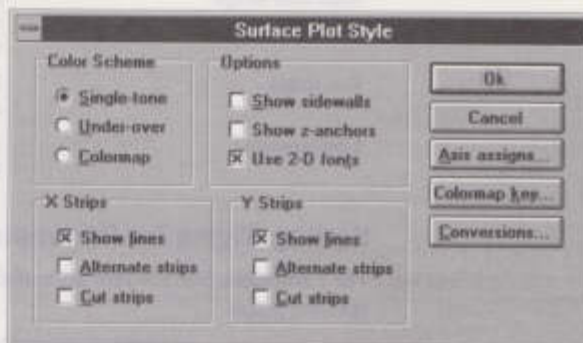 Surface Plot Style
Color Scheme
Single-tone
Under-over
Colormap
Options
Show sidewalls
Show z-anchors
Use 2-D fonts
X Strips
Show lines
Alternate strips
Cut strips
Y Strips
Show lines
Alternate strips
Cut strips
Ok
Cancel
Axis assigns...
Colormap key...
Conversions...